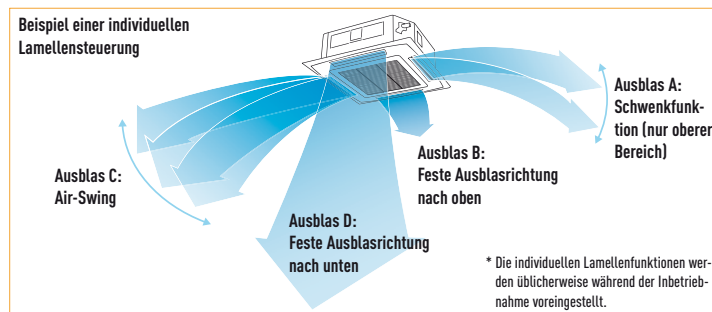 Beispiel einer individuellen
Lamellensteuerung
Ausblas A:
Schwenkfunk-
tion (nur oberer
Bereich)
Ausblas B:
Feste Ausblasrichtung
nach oben
Ausblas C:
Air-Swing
Ausblas D:
Feste Ausblasrichtung
nach unten
* Die individuellen Lamellenfunktionen wer-
den üblicherweise während der Inbetrieb-
nahme voreingestellt.